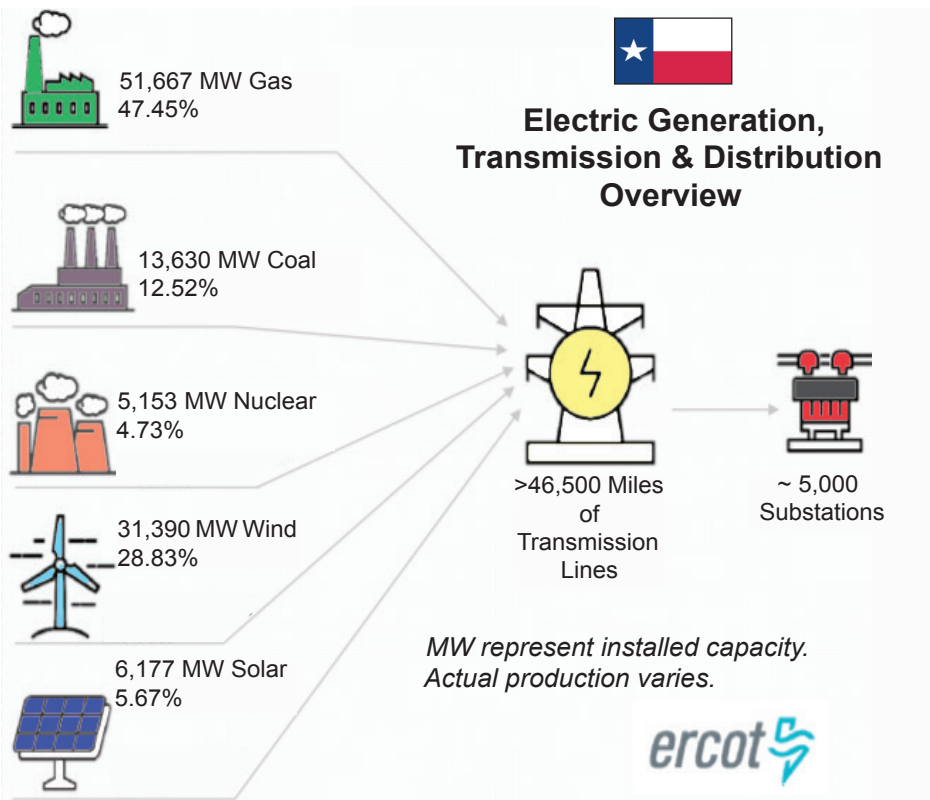 51,667 MW Gas
47.45%
Electric Generation,
Transmission & Distribution
Overview
13,630 MW Coal
12.52%
5,153 MW Nuclear
4.73%
31,390 MW Wind
28.83%
6,177 MW Solar
5.67%
>46,500 Miles
of
Transmission
Lines
~ 5,000
Substations
MW represent installed capacity.
Actual production varies.
ercot